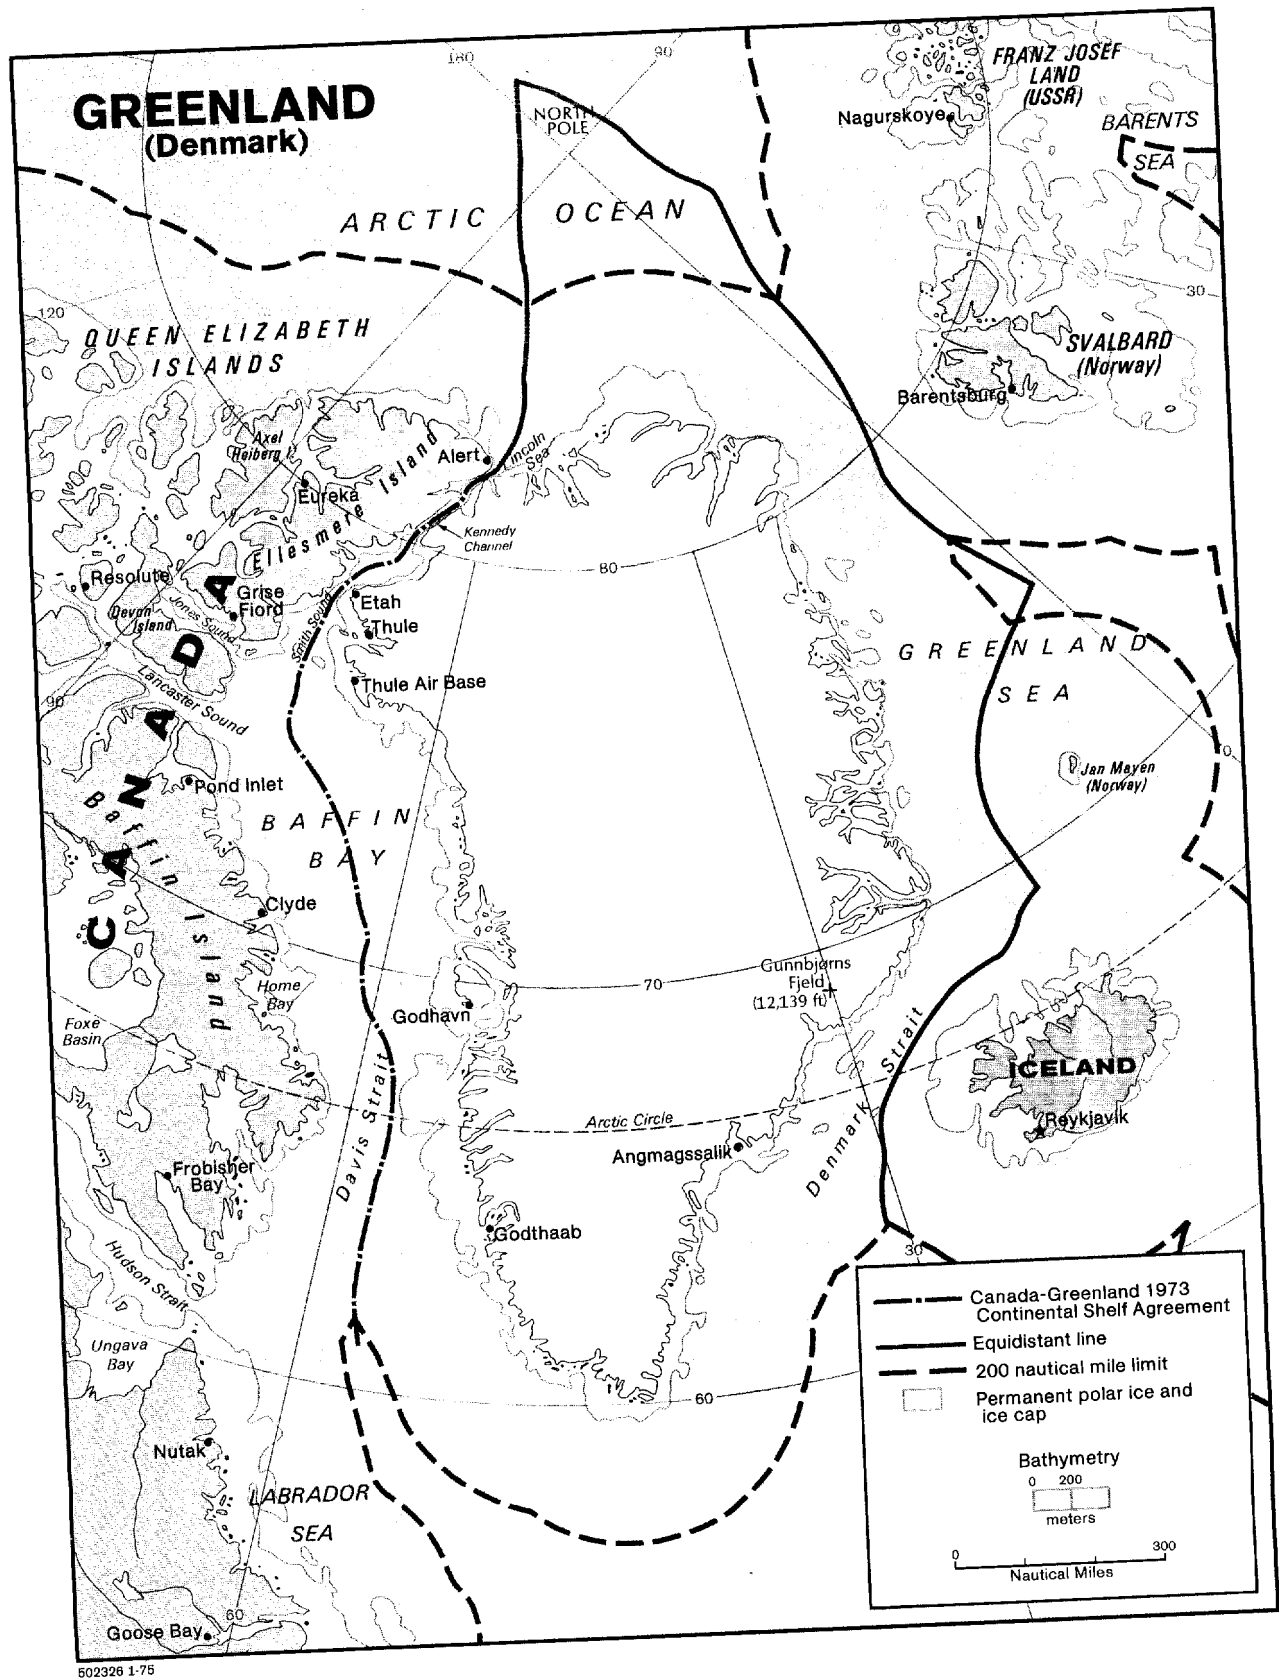 180
90
GREENLAND
(Denmark)
NORTH
POLE
FRANZ JOSEF
LAND
(USSR)
Nagurskoye
BARENTS
SEA
ARCTIC OCEAN
30
120
QUEEN ELIZABETH
ISLANDS
SVALBARD
(Norway)
Barentsburg
Axel
Heiberg I.
Alert
Lincoln
Sea
Eureka
Ellesmere Island
Kennedy
Channel
80
Resolute
Grise
Fiord
Devon
Island
Jones Sound
Smith Sound
Etah
Thule
Thule Air Base
Lancaster Sound
90
GREENLAND
SEA
0
Jan Mayen
(Norway)
CANADA
Pond Inlet
Baffin Island
BAFFIN
BAY
Clyde
Home
Bay
Foxe
Basin
Godhavn
70
Gunnbjørns
Fjeld
(12,139 ft)
Davis Strait
Denmark Strait
ICELAND
Reykjavik
Arctic Circle
Angmagssalik
Frobisher
Bay
Godthaab
Hudson Strait
30
Ungava
Bay
60
Nutak
LABRADOR
SEA
60
Goose Bay
Canada-Greenland 1973
Continental Shelf Agreement
Equidistant line
200 nautical mile limit
Permanent polar ice and
ice cap
Bathymetry
0 200
meters
0 300
Nautical Miles
502326 1-75